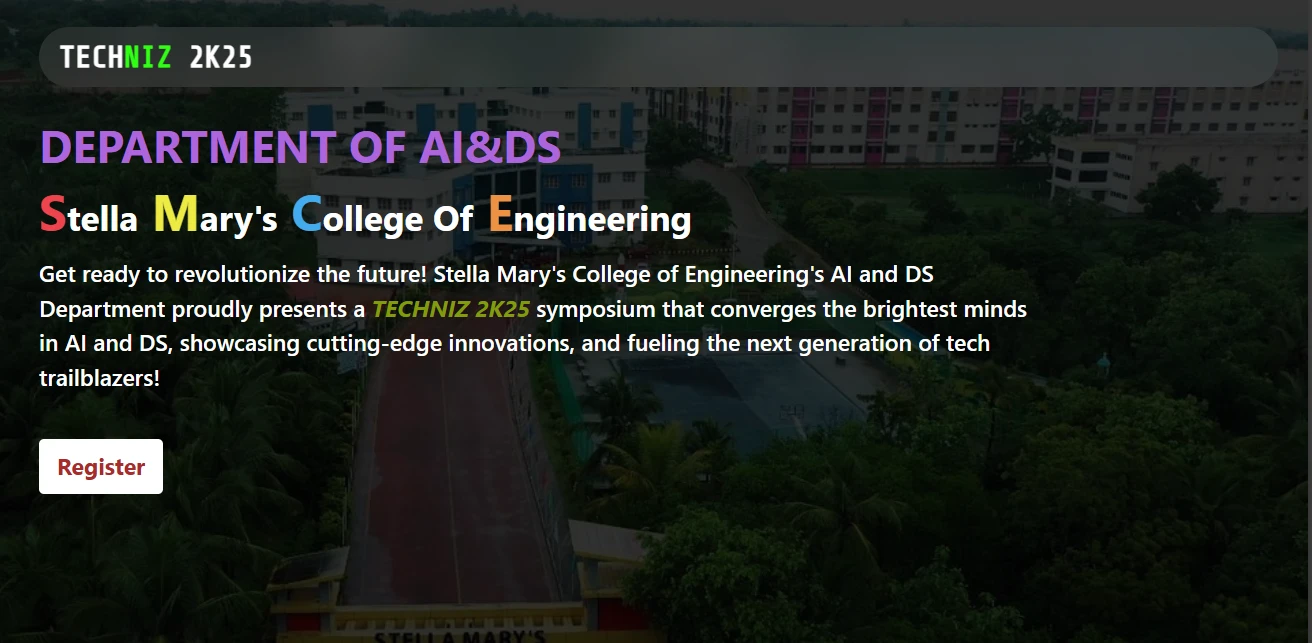 TECHNIZ 2K25
DEPARTMENT OF AI&DS
Stella Mary's College Of Engineering
Get ready to revolutionize the future! Stella Mary's College of Engineering's AI and DS
Department proudly presents a TECHNIZ 2K25 symposium that converges the brightest minds
in AI and DS, showcasing cutting-edge innovations, and fueling the next generation of tech
trailblazers!
Register
STELLA MARY'S